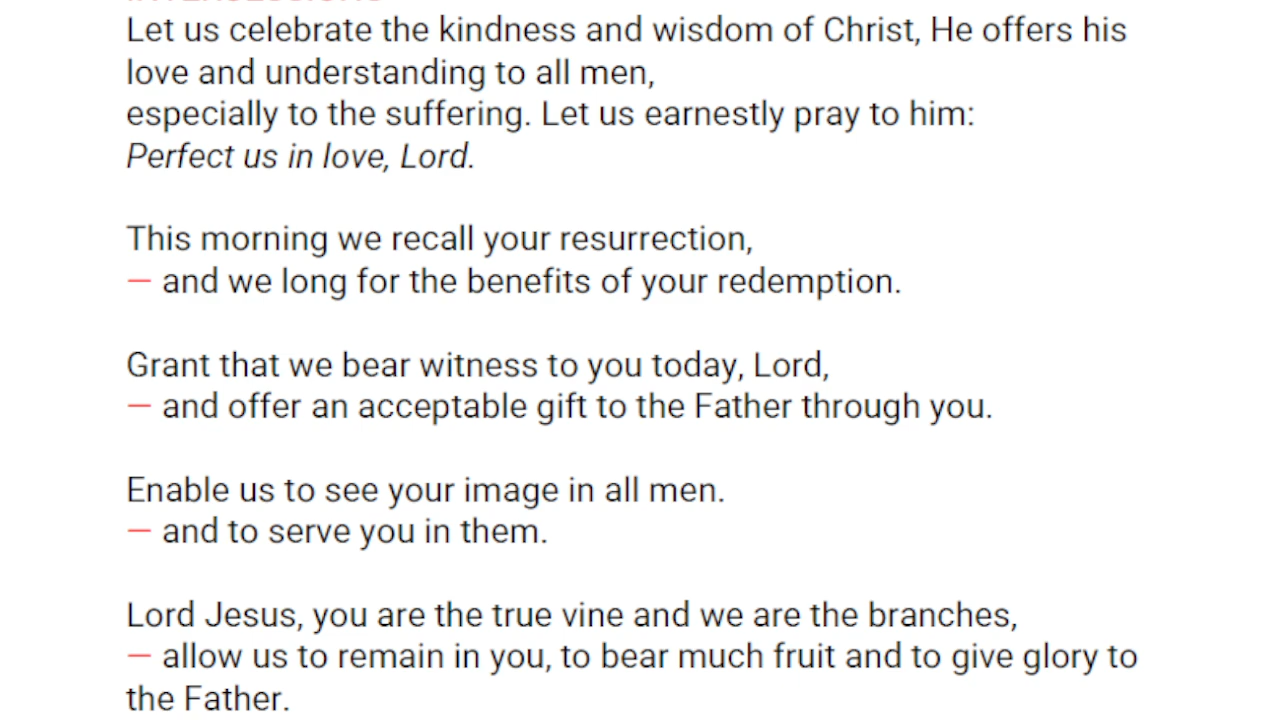 Let us celebrate the kindness and wisdom of Christ, He offers his
love and understanding to all men,
especially to the suffering. Let us earnestly pray to him:
Perfect us in love, Lord.
This morning we recall your resurrection,
— and we long for the benefits of your redemption.
Grant that we bear witness to you today, Lord,
— and offer an acceptable gift to the Father through you.
Enable us to see your image in all men.
— and to serve you in them.
Lord Jesus, you are the true vine and we are the branches,
— allow us to remain in you, to bear much fruit and to give glory to
the Father.